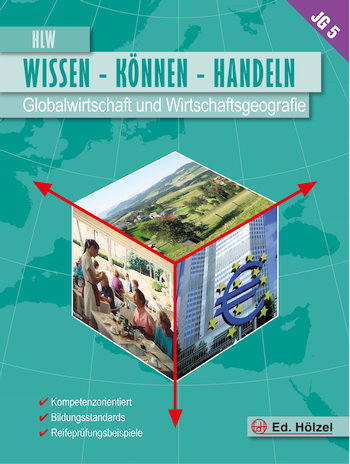 JG 5
HLW
WISSEN - KÖNNEN - HANDELN
Globalwirtschaft und Wirtschaftsgeografie
✔ Kompetenzorientiert
✔ Bildungsstandards
✔ Reifeprüfungsbeispiele
Ed. Hölzel